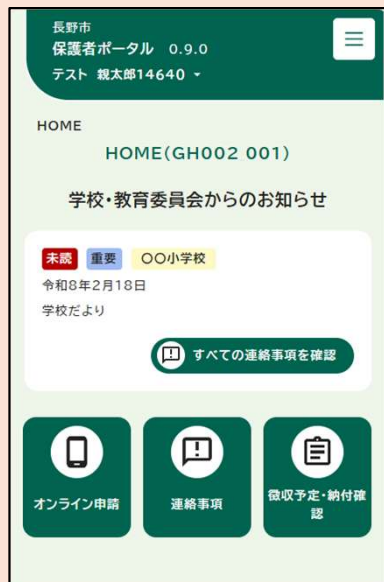 長野市
保護者ポータル 0.9.0
テスト 親太郎14640
HOME
HOME(GH002 001)
学校・教育委員会からのお知らせ
未読 重要 〇〇小学校
令和8年2月18日
学校だより
すべての連絡事項を確認
オンライン申請
連絡事項
徴収予定・納付確
認